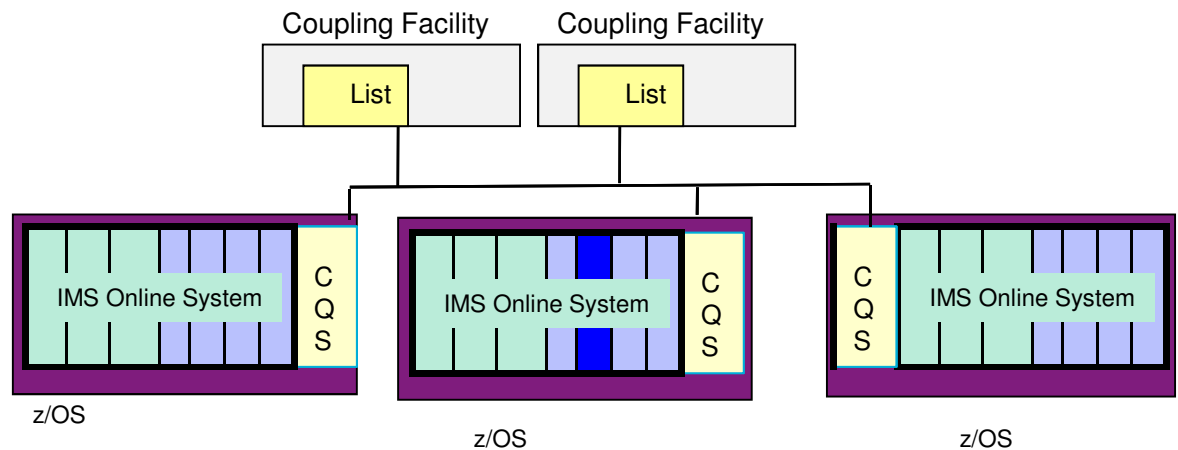 Coupling Facility
Coupling Facility
List
List
IMS Online System
C
Q
S
IMS Online System
C
Q
S
C
Q
S
IMS Online System
z/OS
z/OS
z/OS